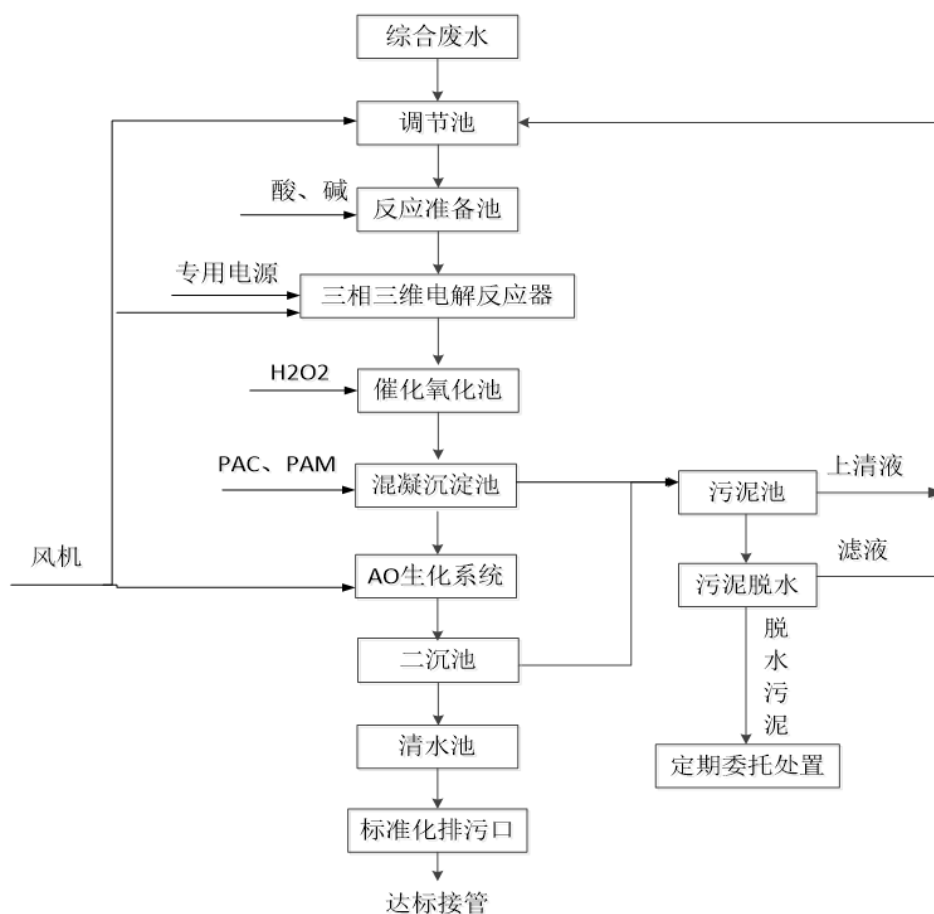 综合废水
调节池
酸、碱
反应准备池
专用电源
三相三维电解反应器
H2O2
催化氧化池
PAC、PAM
混凝沉淀池
污泥池
上清液
风机
AO生化系统
污泥脱水
滤液
二沉池
脱水污泥
清水池
定期委托处置
标准化排污口
达标接管